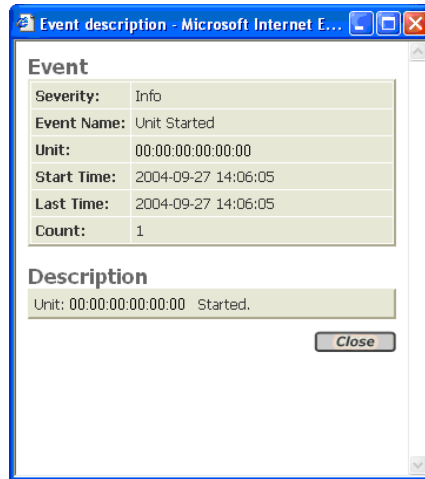 Event description - Microsoft Internet E...
Event
Severity: Info
Event Name: Unit Started
Unit: 00:00:00:00:00:00
Start Time: 2004-09-27 14:06:05
Last Time: 2004-09-27 14:06:05
Count: 1
Description
Unit: 00:00:00:00:00:00 Started.
Close